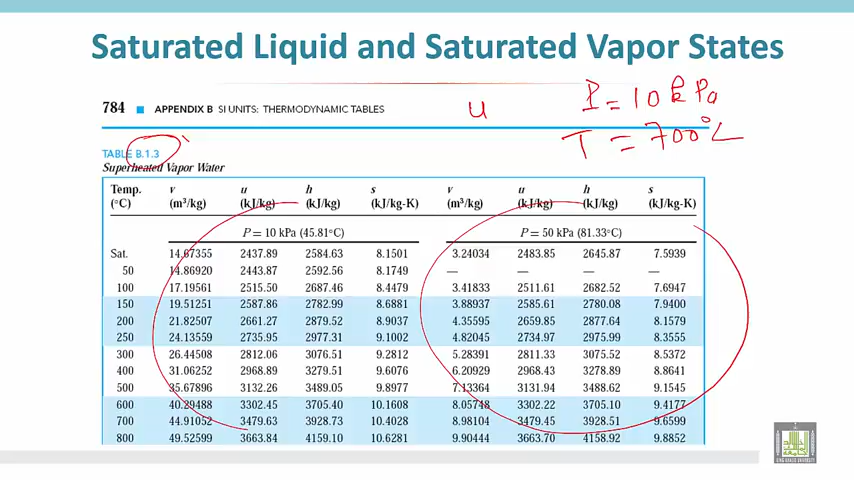 Saturated Liquid and Saturated Vapor States
784 ■ APPENDIX B SI UNITS: THERMODYNAMIC TABLES
u
P = 10 kPa
T = 700°C
TABLE B.1.3
Superheated Vapor Water
Temp. v u h s v u h s
(°C) (m³/kg) (kJ/kg) (kJ/kg) (kJ/kg-K) (m³/kg) (kJ/kg) (kJ/kg) (kJ/kg-K)
P = 10 kPa (45.81°C) P = 50 kPa (81.33°C)
Sat. 14.67355 2437.89 2584.63 8.1501 3.24034 2483.85 2645.87 7.5939
50 14.86920 2443.87 2592.56 8.1749 — — — —
100 17.19561 2515.50 2687.46 8.4479 3.41833 2511.61 2682.52 7.6947
150 19.51251 2587.86 2782.99 8.6881 3.88937 2585.61 2780.08 7.9400
200 21.82507 2661.27 2879.52 8.9037 4.35595 2659.85 2877.64 8.1579
250 24.13559 2735.95 2977.31 9.1002 4.82045 2734.97 2975.99 8.3555
300 26.44508 2812.06 3076.51 9.2812 5.28391 2811.33 3075.52 8.5372
400 31.06252 2968.89 3279.51 9.6076 6.20929 2968.43 3278.89 8.8641
500 35.67896 3132.26 3489.05 9.8977 7.13364 3131.94 3488.62 9.1545
600 40.29488 3302.45 3705.40 10.1608 8.05748 3302.22 3705.10 9.4177
700 44.91052 3479.63 3928.73 10.4028 8.98104 3479.45 3928.51 9.6599
800 49.52599 3663.84 4159.10 10.6281 9.90444 3663.70 4158.92 9.8852
KING KHALID UNIVERSITY